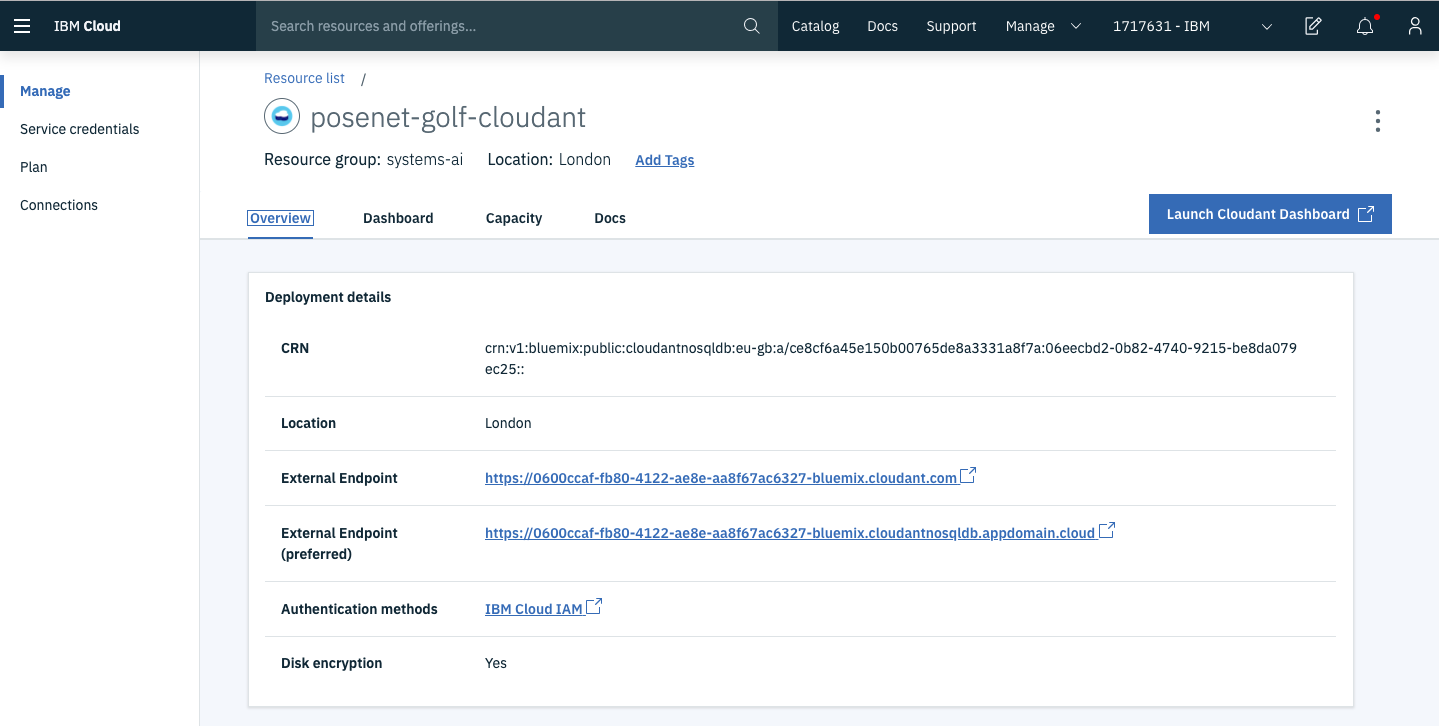 IBM Cloud
Search resources and offerings...
Catalog
Docs
Support
Manage
1717631 - IBM
Manage
Service credentials
Plan
Connections
Resource list /
posenet-golf-cloudant
Resource group: systems-ai Location: London Add Tags
Overview
Dashboard
Capacity
Docs
Launch Cloudant Dashboard
Deployment details
CRN
crn:v1:bluemix:public:cloudantnosqldb:eu-gb:a/ce8cf6a45e150b00765de8a3331a8f7a:06eecbd2-0b82-4740-9215-be8da079
ec25::
Location
London
External Endpoint
https://0600ccaf-fb80-4122-ae8e-aa8f67ac6327-bluemix.cloudant.com
External Endpoint
(preferred)
https://0600ccaf-fb80-4122-ae8e-aa8f67ac6327-bluemix.cloudantnosqldb.appdomain.cloud
Authentication methods
IBM Cloud IAM
Disk encryption
Yes